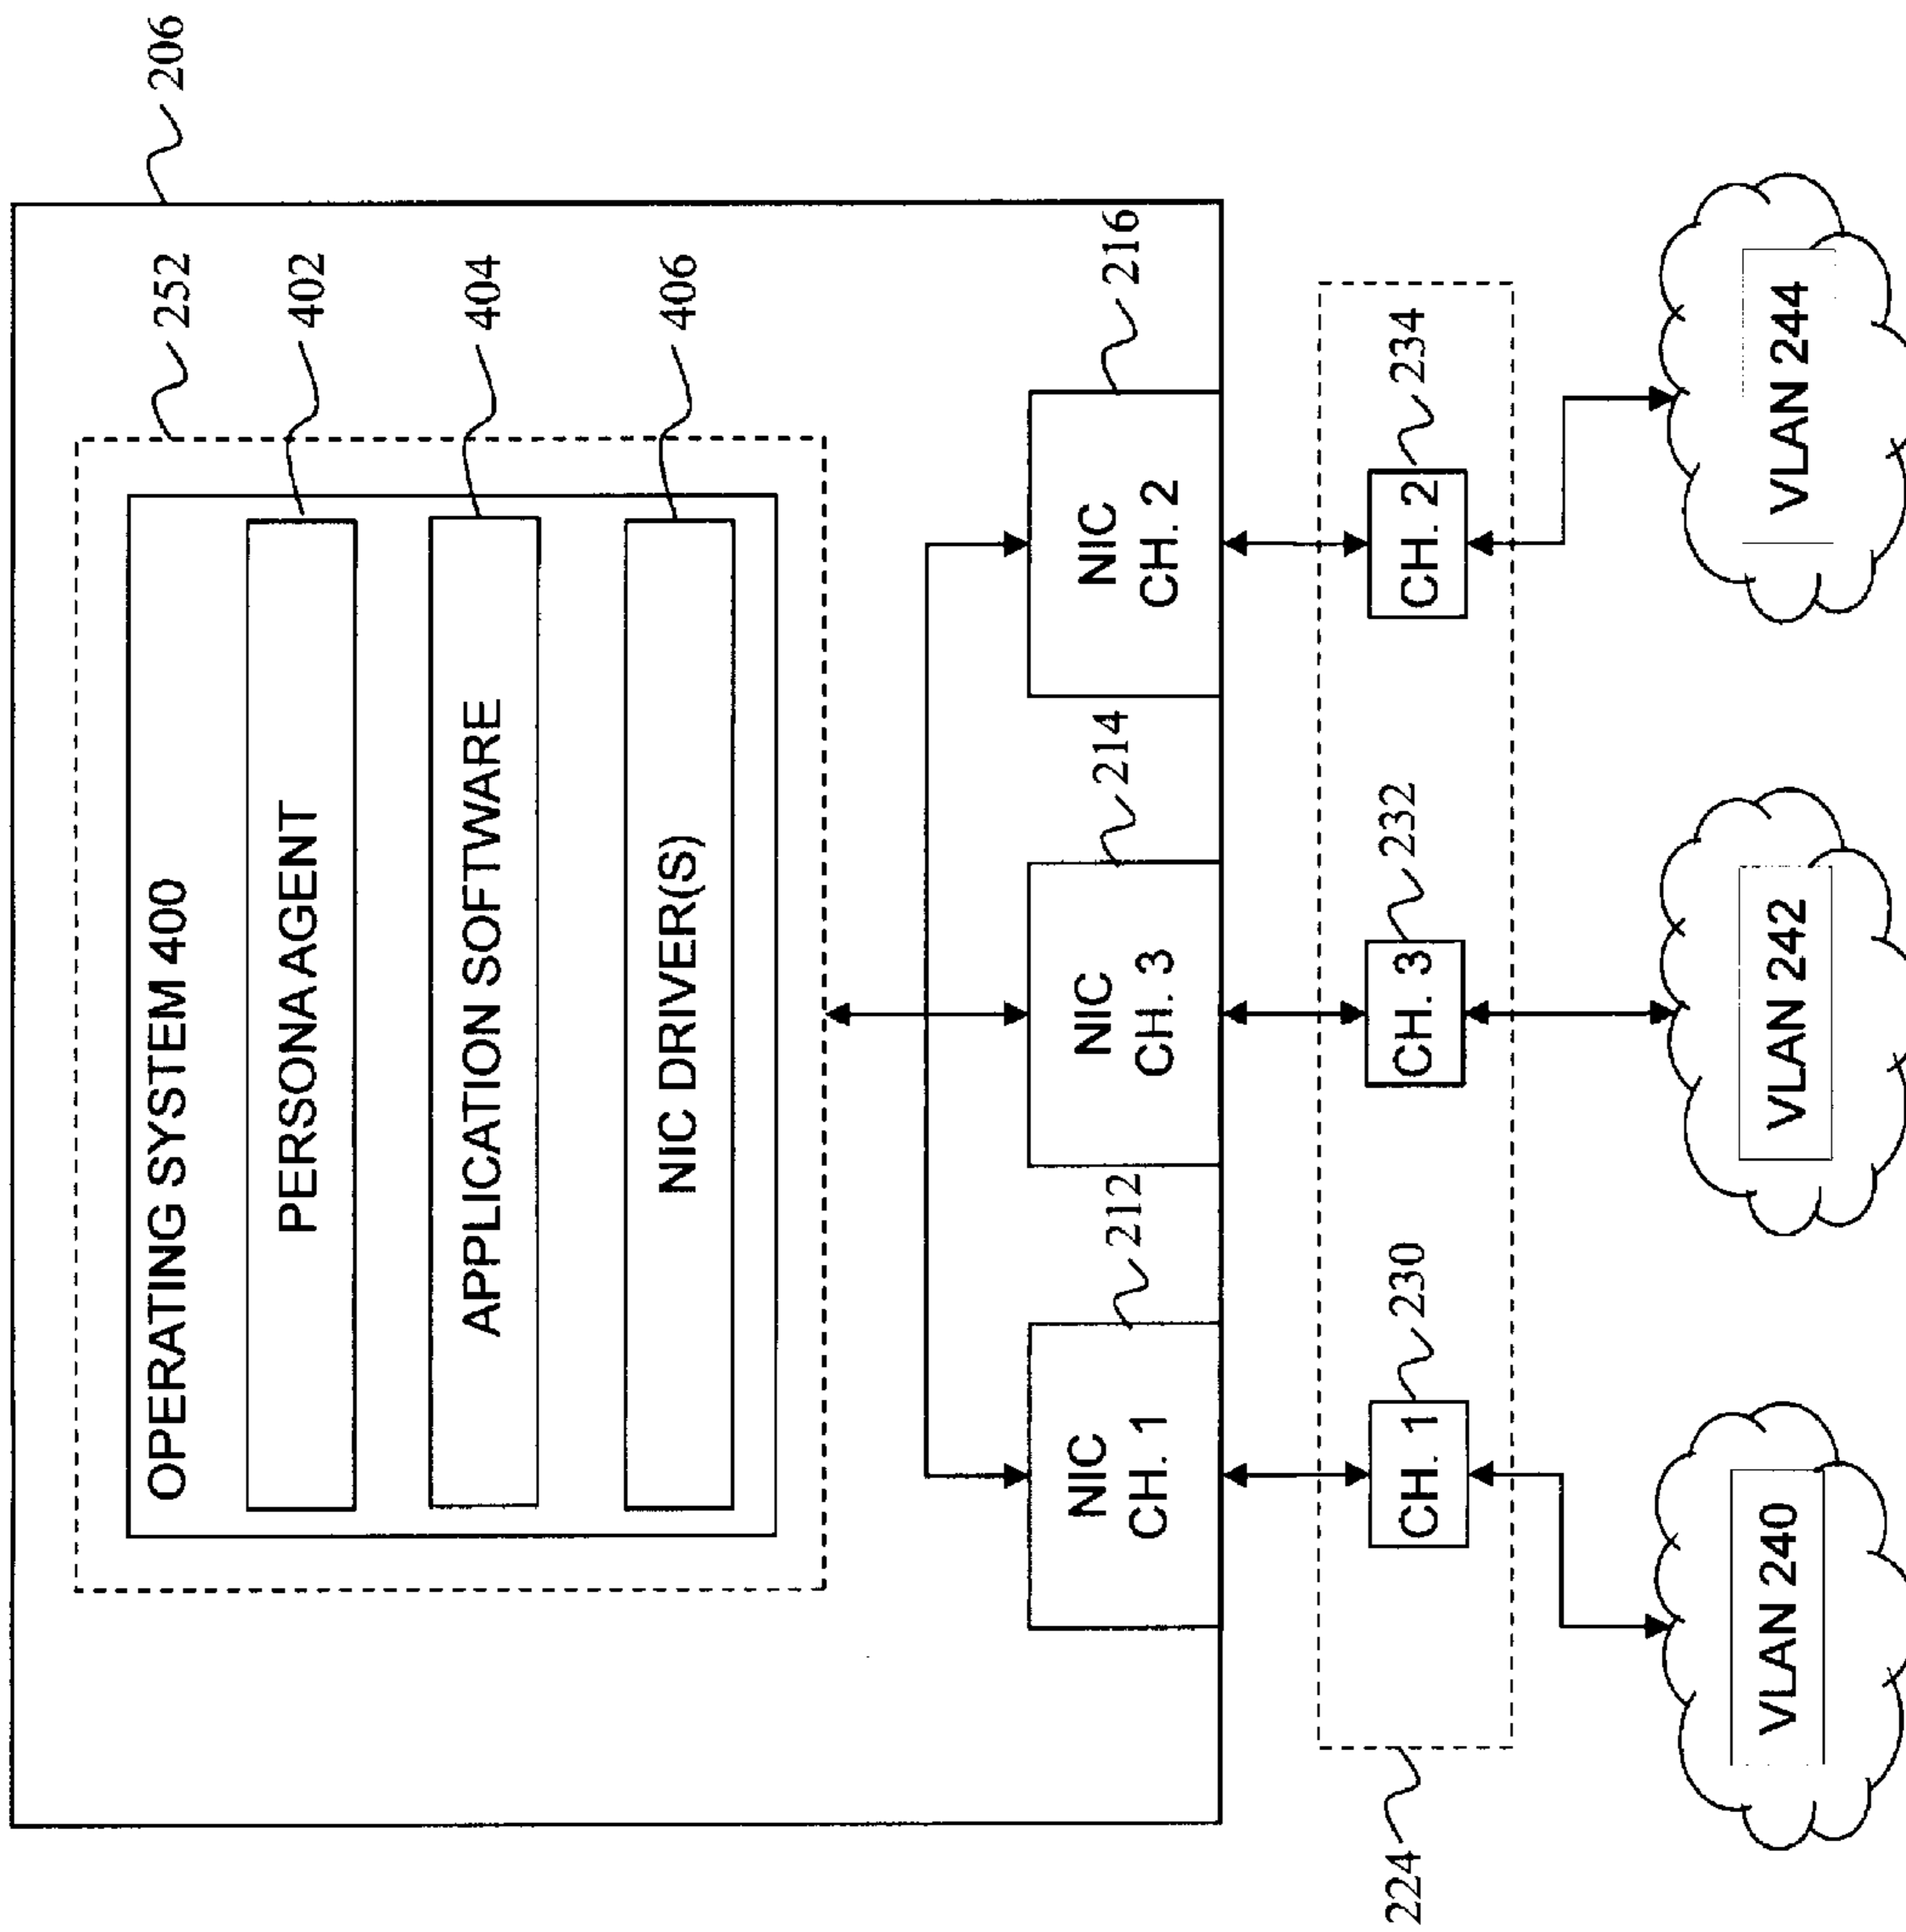 206
252
OPERATING SYSTEM 400
402
PERSONA AGENT
404
APPLICATION SOFTWARE
406
NIC DRIVER(S)
212
214
216
NIC
CH. 1
NIC
CH. 3
NIC
CH. 2
230
232
234
CH. 1
CH. 3
CH. 2
224
VLAN 240
VLAN 242
VLAN 244